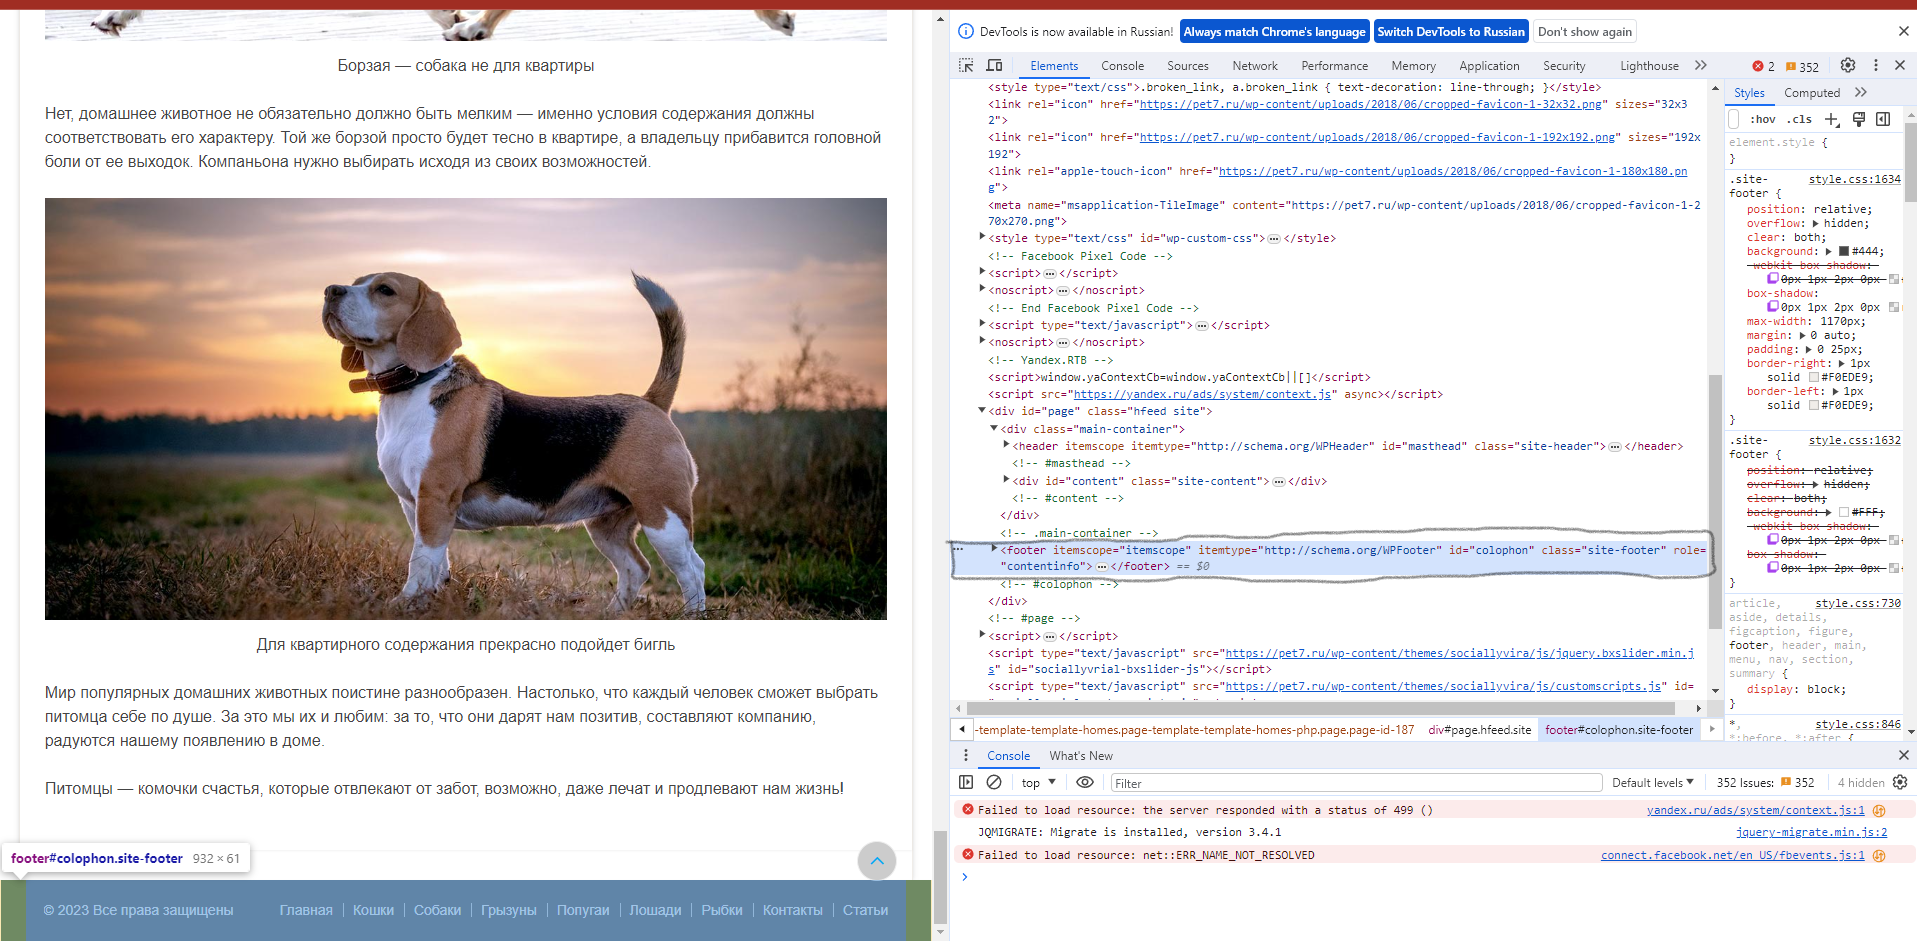 Борзая — собака не для квартиры
Нет, домашнее животное не обязательно должно быть мелким — именно условия содержания должны
соответствовать его характеру. Той же борзой просто будет тесно в квартире, а владельцу прибавится головной
боли от ее выходок. Компаньона нужно выбирать исходя из своих возможностей.
Для квартирного содержания прекрасно подойдет бигль
Мир популярных домашних животных поистине разнообразен. Настолько, что каждый человек сможет выбрать
питомца себе по душе. За это мы их и любим: за то, что они дарят нам позитив, составляют компанию,
радуются нашему появлению в доме.
Питомцы — комочки счастья, которые отвлекают от забот, возможно, даже лечат и продлевают нам жизнь!
footer#colophon.site-footer 932 × 61
© 2023 Все права защищены Главная Кошки Собаки Грызуны Попугаи Лошади Рыбки Контакты Статьи
DevTools is now available in Russian! Always match Chrome's language Switch DevTools to Russian Don't show again
Elements Console Sources Network Performance Memory Application Security Lighthouse 2 352
<style type="text/css">.broken_link, a.broken_link { text-decoration: line-through; }</style>
<link rel="icon" href="https://pet7.ru/wp-content/uploads/2018/06/cropped-favicon-1-32x32.png" sizes="32x3
2">
<link rel="icon" href="https://pet7.ru/wp-content/uploads/2018/06/cropped-favicon-1-192x192.png" sizes="192x
192">
<link rel="apple-touch-icon" href="https://pet7.ru/wp-content/uploads/2018/06/cropped-favicon-1-180x180.pn
g">
<meta name="msapplication-TileImage" content="https://pet7.ru/wp-content/uploads/2018/06/cropped-favicon-1-2
70x270.png">
<style type="text/css" id="wp-custom-css">…</style>
<!-- Facebook Pixel Code -->
<script>…</script>
<noscript>…</noscript>
<!-- End Facebook Pixel Code -->
<script type="text/javascript">…</script>
<noscript>…</noscript>
<!-- Yandex.RTB -->
<script>window.yaContextCb=window.yaContextCb||[]</script>
<script src="https://yandex.ru/ads/system/context.js" async></script>
<div id="page" class="hfeed site">
<div class="main-container">
<header itemscope itemtype="http://schema.org/WPHeader" id="masthead" class="site-header">…</header>
<!-- #masthead -->
<div id="content" class="site-content">…</div>
<!-- #content -->
</div>
<!-- .main-container -->
<footer itemscope="itemscope" itemtype="http://schema.org/WPFooter" id="colophon" class="site-footer" role=
"contentinfo">…</footer> == $0
<!-- #colophon -->
</div>
<!-- #page -->
<script>…</script>
<script type="text/javascript" src="https://pet7.ru/wp-content/themes/sociallyvira/js/jquery.bxslider.min.j
s" id="sociallyvrial-bxslider-js"></script>
<script type="text/javascript" src="https://pet7.ru/wp-content/themes/sociallyvira/js/customscripts.js" id=
-template-template-homes.page-template-template-homes-php.page.page-id-187 div#page.hfeed.site footer#colophon.site-footer
Styles Computed
:hov .cls
element.style {
}
.site- style.css:1634
footer {
position: relative;
overflow: hidden;
clear: both;
background: #444;
-webkit-box-shadow:
0px 1px 2px 0px
box-shadow:
0px 1px 2px 0px
max-width: 1170px;
margin: 0 auto;
padding: 0 25px;
border-right: 1px
solid #F0EDE9;
border-left: 1px
solid #F0EDE9;
}
.site- style.css:1632
footer {
position: relative;
overflow: hidden;
clear: both;
background: #FFF;
-webkit-box-shadow:
0px 1px 2px 0px
box-shadow:
0px 1px 2px 0px
}
article, style.css:730
aside, details,
figcaption, figure,
footer, header, main,
menu, nav, section,
summary {
display: block;
}
*, style.css:846
*:before, *:after {
Console What's New
top Filter Default levels 352 Issues: 352 4 hidden
Failed to load resource: the server responded with a status of 499 () yandex.ru/ads/system/context.js:1
JQMIGRATE: Migrate is installed, version 3.4.1 jquery-migrate.min.js:2
Failed to load resource: net::ERR_NAME_NOT_RESOLVED connect.facebook.net/en_US/fbevents.js:1